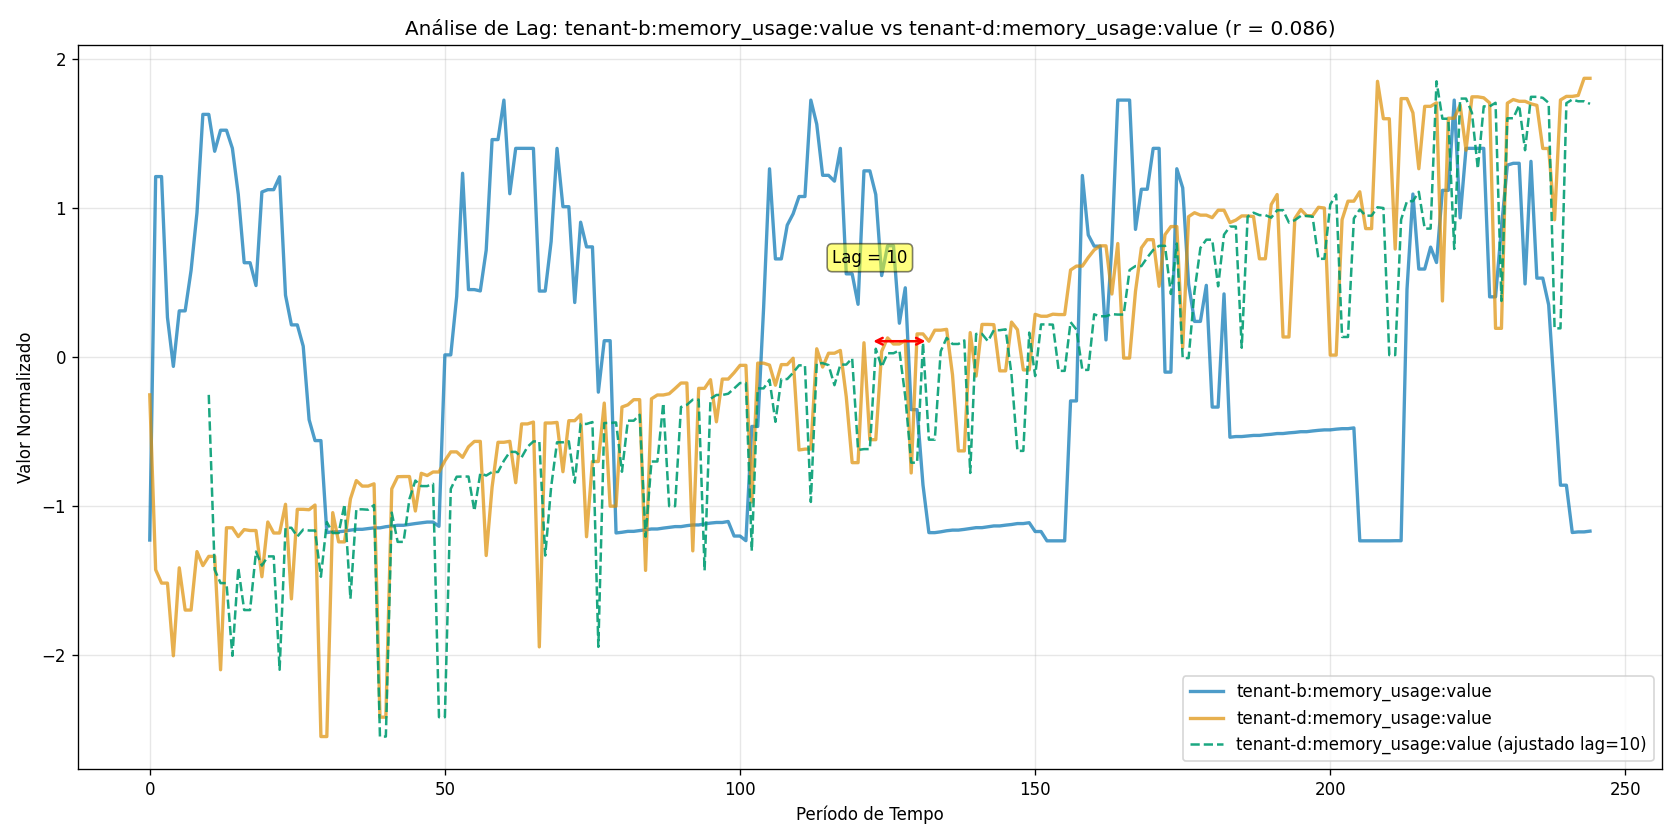 Análise de Lag: tenant-b:memory_usage:value vs tenant-d:memory_usage:value (r = 0.086)
Valor Normalizado
2
1
0
−1
−2
Lag = 10
tenant-b:memory_usage:value
tenant-d:memory_usage:value
tenant-d:memory_usage:value (ajustado lag=10)
0 50 100 150 200 250
Período de Tempo